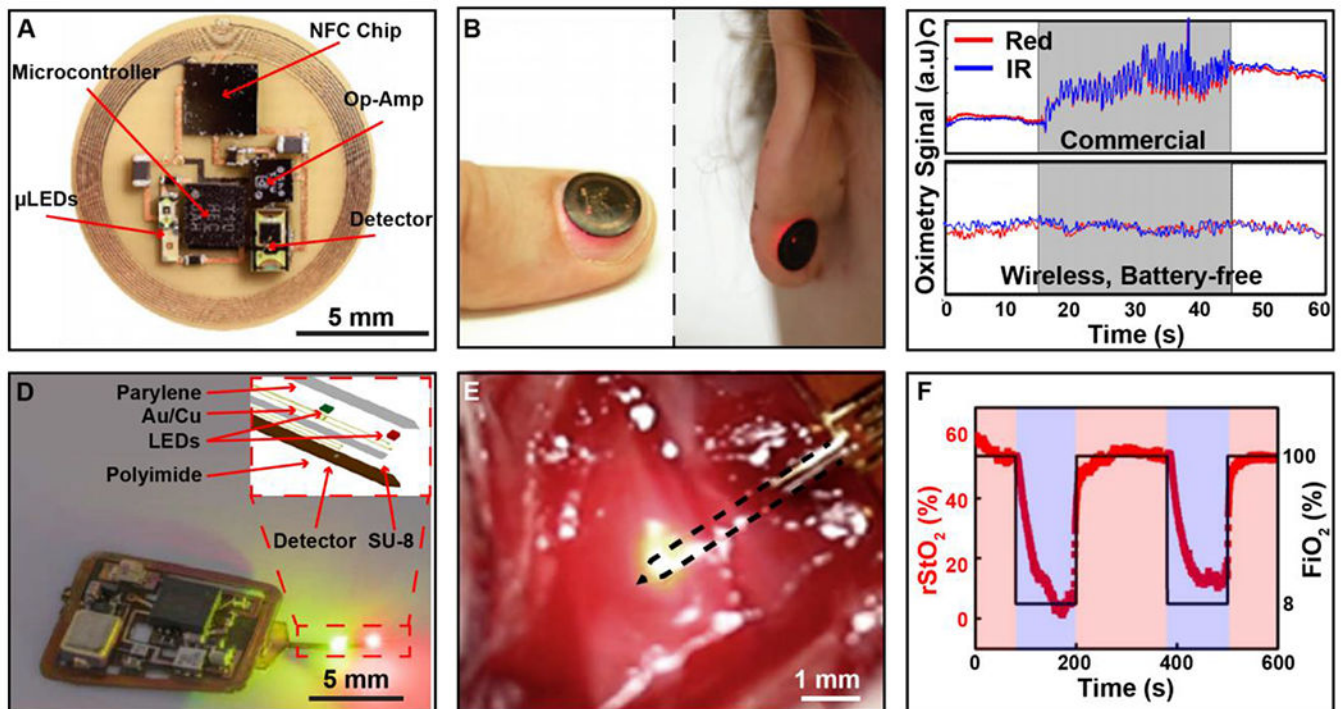 A
NFC Chip
Microcontroller
Op-Amp
µLEDs
Detector
5 mm
B
C
Oximetry Sginal (a.u)
Red
IR
Commercial
Wireless, Battery-free
0 10 20 30 40 50 60
Time (s)
D
Parylene
Au/Cu
LEDs
Polyimide
Detector SU-8
5 mm
E
1 mm
F
rStO2 (%)
60
40
20
0
100
8
FiO2 (%)
0 200 400 600
Time (s)